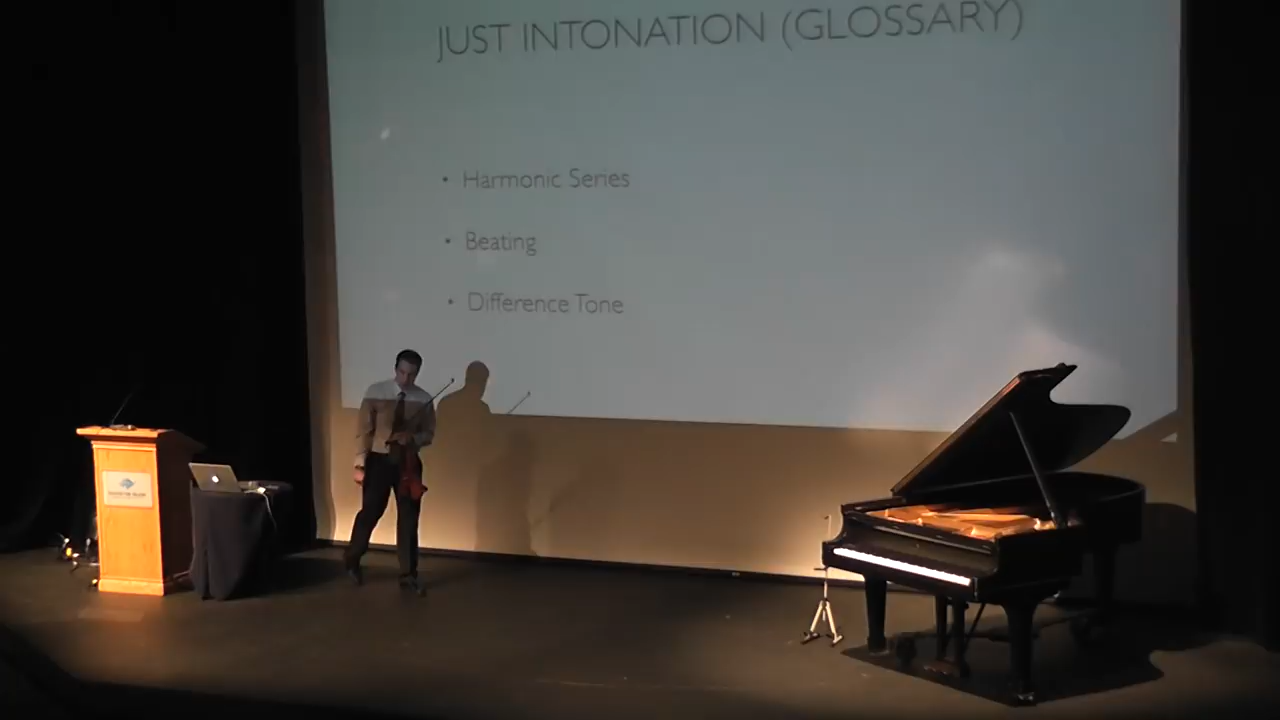 JUST INTONATION (GLOSSARY)
• Harmonic Series
• Beating
• Difference Tone